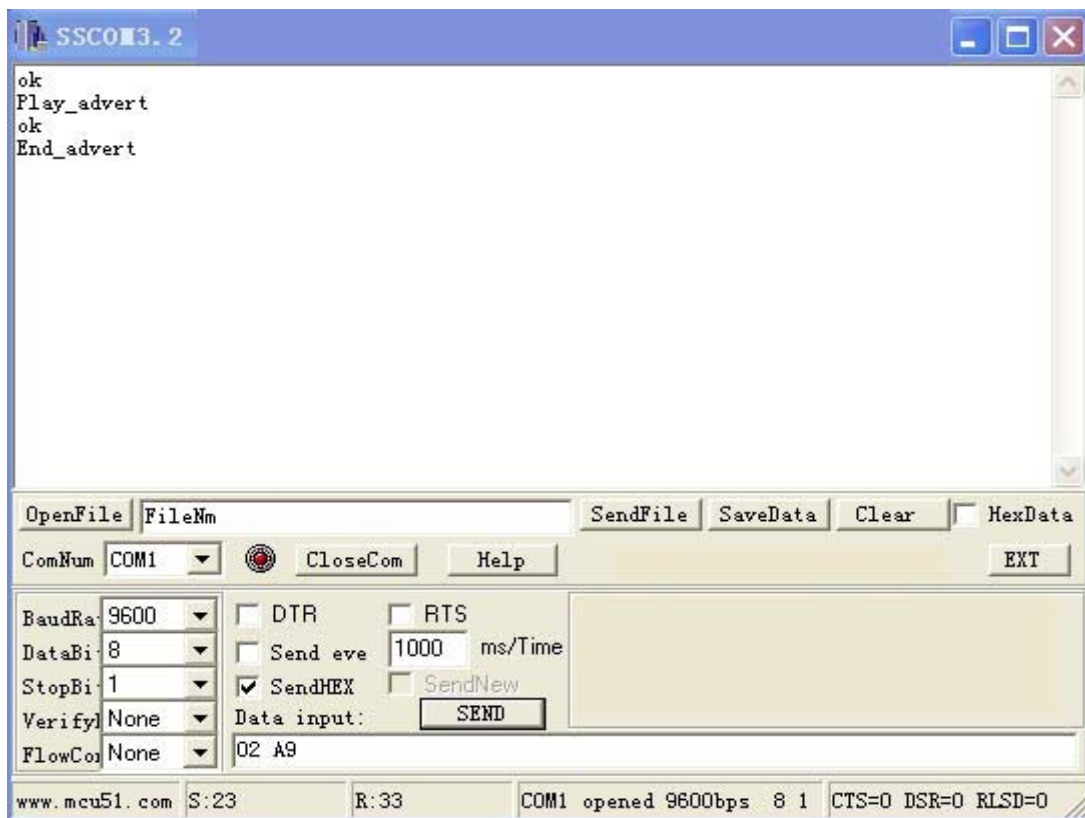 SSCOM3.2
ok
Play_advert
ok
End_advert
OpenFile FileNm SendFile SaveData Clear HexData
ComNum COM1 CloseCom Help EXT
BaudRa 9600 DTR RTS
DataBi 8 Send eve 1000 ms/Time
StopBi 1 SendHEX SendNew
Verify None Data input: SEND
FlowCo None 02 A9
www.mcu51.com S:23 R:33 COM1 opened 9600bps 8 1 CTS=0 DSR=0 RLSD=0